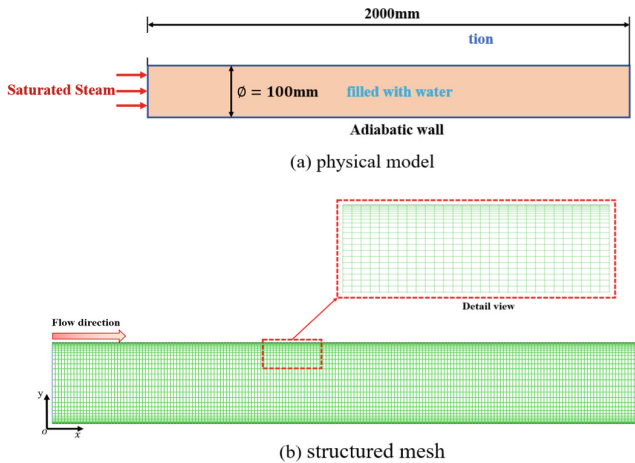 2000mm
tion
Saturated Steam
∅ = 100mm
filled with water
Adiabatic wall
(a) physical model
Detail view
Flow direction
y
o
x
(b) structured mesh